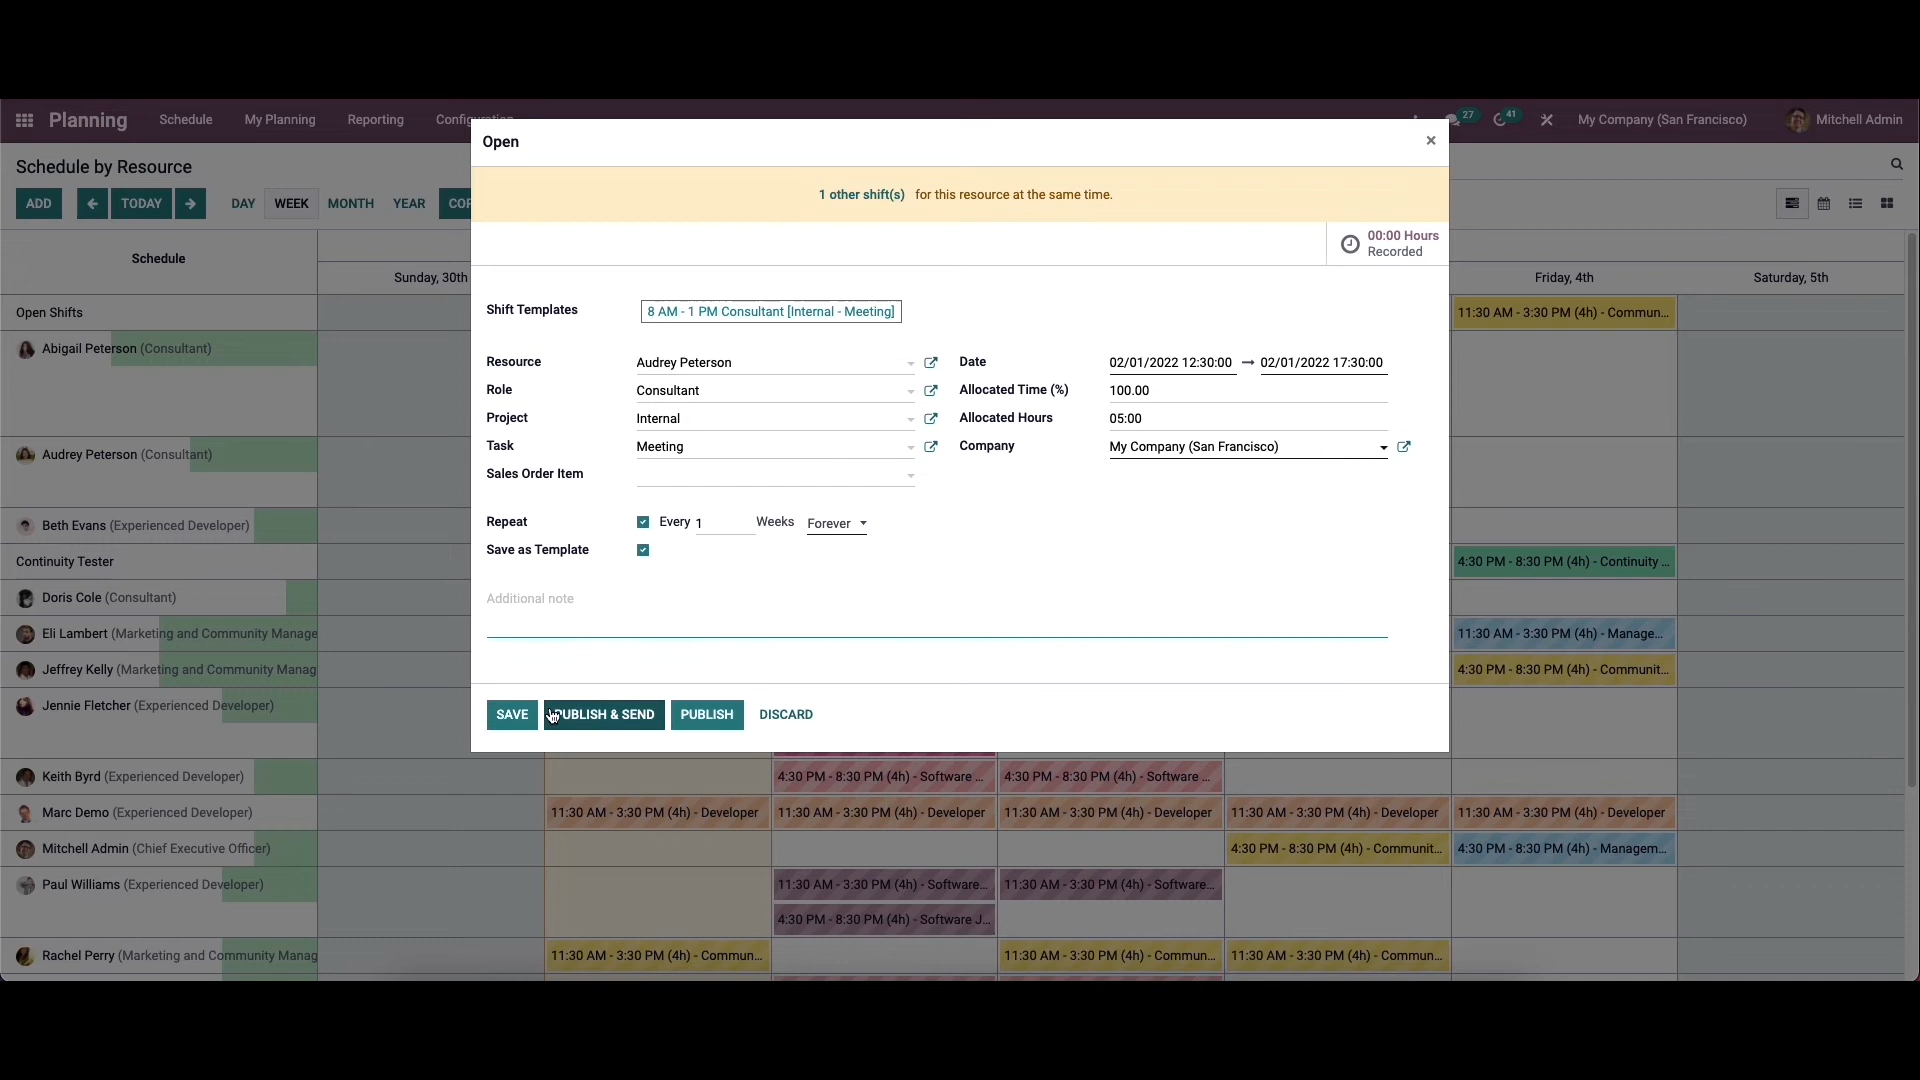 Planning Schedule My Planning Reporting 27 41 My Company (San Francisco) Mitchell Admin
Schedule by Resource
ADD TODAY DAY WEEK MONTH YEAR
Schedule Sunday, 30th Friday, 4th Saturday, 5th
Open ×
1 other shift(s) for this resource at the same time.
00:00 Hours
Recorded
Shift Templates 8 AM - 1 PM Consultant [Internal - Meeting]
Resource Audrey Peterson Date 02/01/2022 12:30:00 → 02/01/2022 17:30:00
Role Consultant Allocated Time (%) 100.00
Project Internal Allocated Hours 05:00
Task Meeting Company My Company (San Francisco)
Sales Order Item
Repeat Every 1 Weeks Forever
Save as Template
Additional note
SAVE PUBLISH & SEND PUBLISH DISCARD
Open Shifts 11:30 AM - 3:30 PM (4h) - Commun...
Abigail Peterson (Consultant)
Audrey Peterson (Consultant)
Beth Evans (Experienced Developer)
Continuity Tester 4:30 PM - 8:30 PM (4h) - Continuity ...
Doris Cole (Consultant)
Eli Lambert (Marketing and Community Manage 11:30 AM - 3:30 PM (4h) - Manage...
Jeffrey Kelly (Marketing and Community Manag 4:30 PM - 8:30 PM (4h) - Communit...
Jennie Fletcher (Experienced Developer)
Keith Byrd (Experienced Developer) 4:30 PM - 8:30 PM (4h) - Software ... 4:30 PM - 8:30 PM (4h) - Software ...
Marc Demo (Experienced Developer) 11:30 AM - 3:30 PM (4h) - Developer 11:30 AM - 3:30 PM (4h) - Developer 11:30 AM - 3:30 PM (4h) - Developer 11:30 AM - 3:30 PM (4h) - Developer 11:30 AM - 3:30 PM (4h) - Developer
Mitchell Admin (Chief Executive Officer) 4:30 PM - 8:30 PM (4h) - Communit... 4:30 PM - 8:30 PM (4h) - Managem...
Paul Williams (Experienced Developer) 11:30 AM - 3:30 PM (4h) - Software... 11:30 AM - 3:30 PM (4h) - Software...
4:30 PM - 8:30 PM (4h) - Software J...
Rachel Perry (Marketing and Community Manag 11:30 AM - 3:30 PM (4h) - Commun... 11:30 AM - 3:30 PM (4h) - Commun... 11:30 AM - 3:30 PM (4h) - Commun...